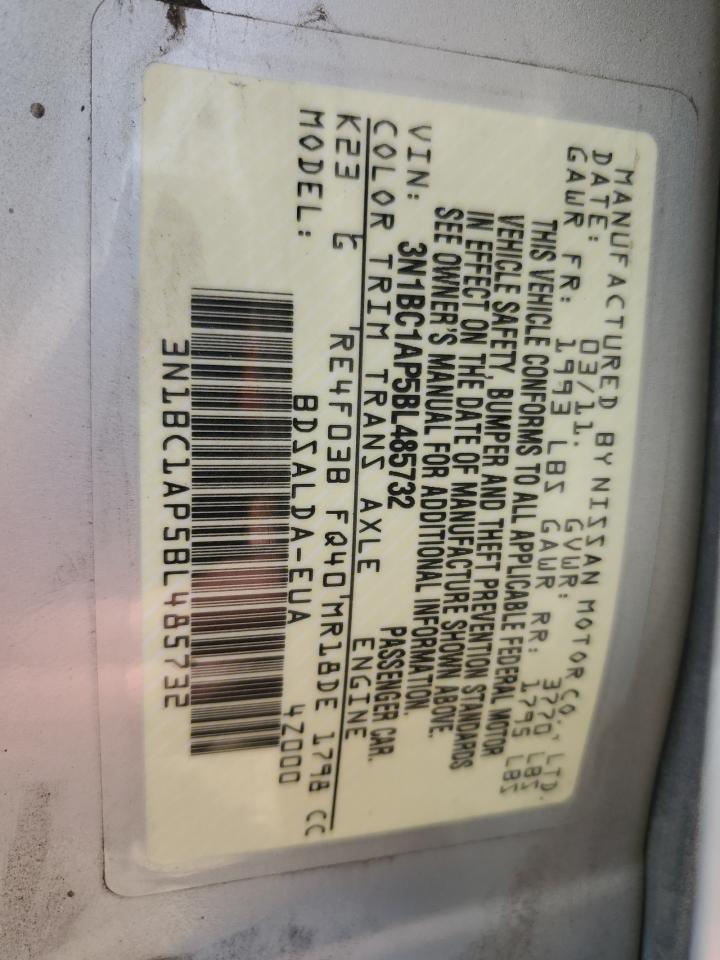 MANUFACTURED BY NISSAN MOTOR CO., LTD.
DATE: 03/11. GVWR: 3770 LBS
GAWR FR: 1993 LBS GAWR RR: 1795 LBS
THIS VEHICLE CONFORMS TO ALL APPLICABLE FEDERAL MOTOR
VEHICLE SAFETY, BUMPER AND THEFT PREVENTION STANDARDS
IN EFFECT ON THE DATE OF MANUFACTURE SHOWN ABOVE.
SEE OWNER'S MANUAL FOR ADDITIONAL INFORMATION.
VIN: 3N1BC1AP5BL485732 PASSENGER CAR.
COLOR TRIM TRANS AXLE ENGINE
K23 G RE4F03B FQ40 MR18DE 1798 CC
MODEL: BDSALDA-EUA 4Z000
3N1BC1AP5BL485732